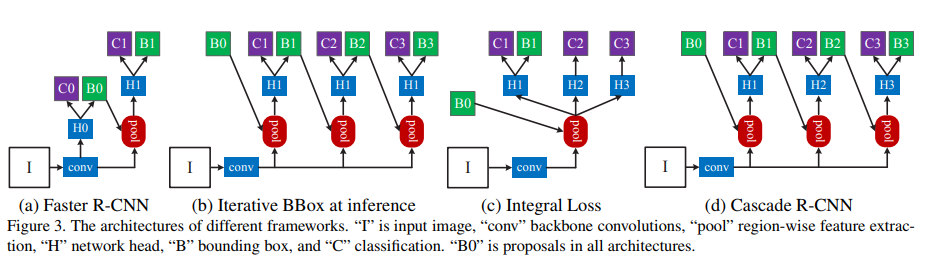 C1 B1 B0 C1 B1 C2 B2 C3 B3 C1 B1 C2 C3 B0 C1 B1 C2 B2 C3 B3
C0 B0 H1 H1 H1 H1 H1 H2 H3 H1 H2 H3
B0
H0 pool pool pool pool pool pool pool pool
I conv I conv I conv I conv
(a) Faster R-CNN (b) Iterative BBox at inference (c) Integral Loss (d) Cascade R-CNN
Figure 3. The architectures of different frameworks. “I” is input image, “conv” backbone convolutions, “pool” region-wise feature extrac-
tion, “H” network head, “B” bounding box, and “C” classification. “B0” is proposals in all architectures.